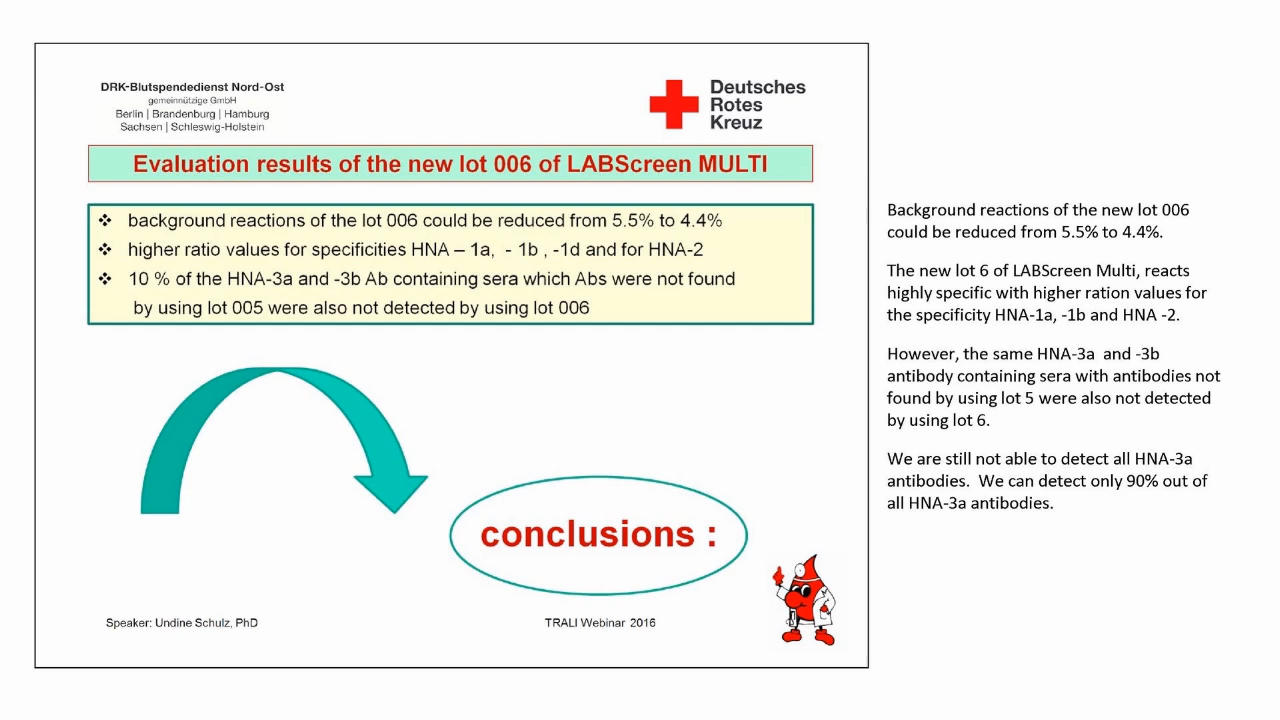 DRK-Blutspendedienst Nord-Ost
gemeinnützige GmbH
Berlin | Brandenburg | Hamburg
Sachsen | Schleswig-Holstein
Deutsches
Rotes
Kreuz
Evaluation results of the new lot 006 of LABScreen MULTI
❖ background reactions of the lot 006 could be reduced from 5.5% to 4.4%
❖ higher ratio values for specificities HNA – 1a, - 1b , -1d and for HNA-2
❖ 10 % of the HNA-3a and -3b Ab containing sera which Abs were not found
by using lot 005 were also not detected by using lot 006
conclusions :
Speaker: Undine Schulz, PhD
TRALI Webinar 2016
Background reactions of the new lot 006
could be reduced from 5.5% to 4.4%.
The new lot 6 of LABScreen Multi, reacts
highly specific with higher ration values for
the specificity HNA-1a, -1b and HNA -2.
However, the same HNA-3a and -3b
antibody containing sera with antibodies not
found by using lot 5 were also not detected
by using lot 6.
We are still not able to detect all HNA-3a
antibodies. We can detect only 90% out of
all HNA-3a antibodies.